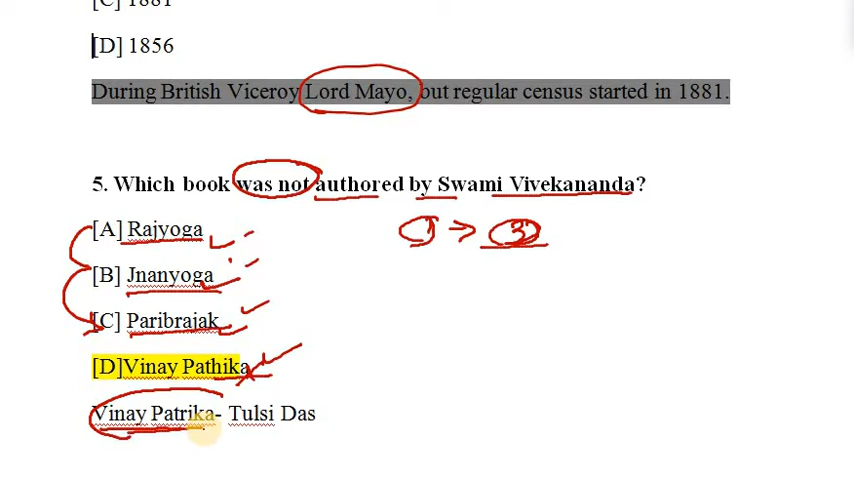 [C] 1881
[D] 1856
During British Viceroy Lord Mayo, but regular census started in 1881.
5. Which book was not authored by Swami Vivekananda?
[A] Rajyoga
[B] Jnanyoga
[C] Paribrajak
[D]Vinay Pathika
Vinay Patrika- Tulsi Das